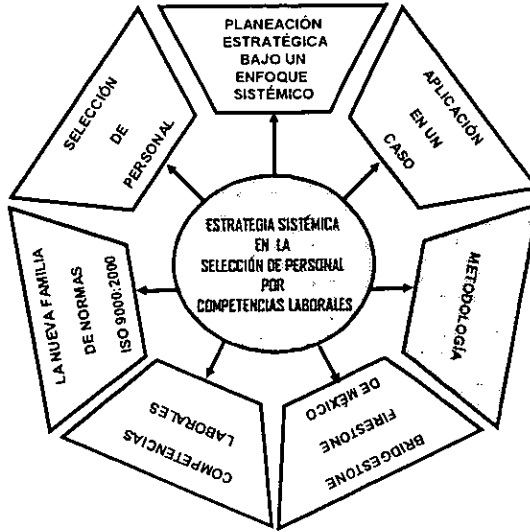 PLANEACIÓN
ESTRATÉGICA
BAJO UN
ENFOQUE
SISTÉMICO
APLICACIÓN
EN UN
CASO
METODOLOGÍA
BRIDGESTONE
FIRESTONE
DE MÉXICO
COMPETENCIAS
LABORALES
LA NUEVA FAMILIA
DE NORMAS
ISO 9000:2000
SELECCIÓN
DE
PERSONAL
ESTRATEGIA SISTÉMICA
EN LA
SELECCIÓN DE PERSONAL
POR
COMPETENCIAS LABORALES